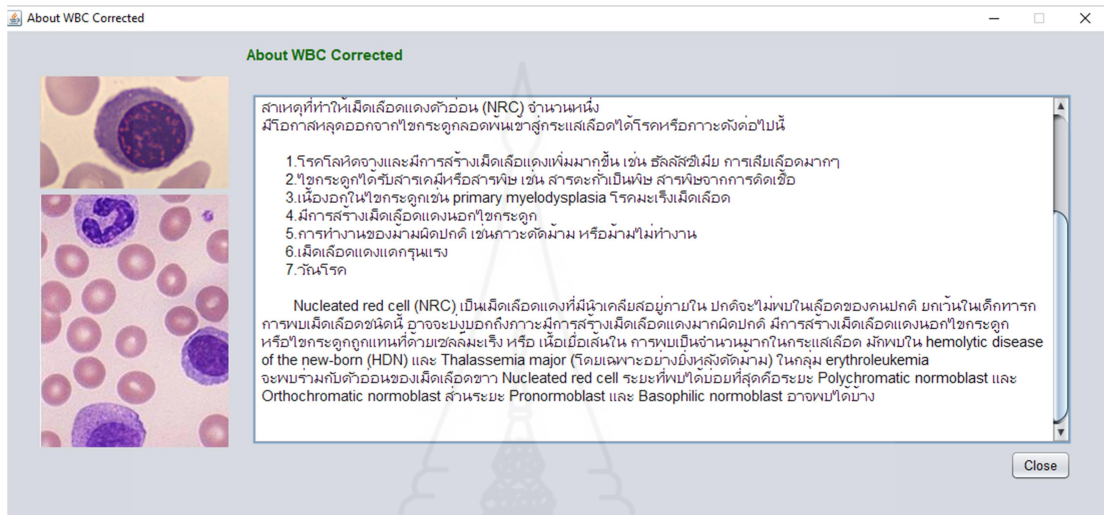 About WBC Corrected
About WBC Corrected
สาเหตุที่ทำให้เม็ดเลือดแดงตัวอ่อน (NRC) จำนวนหนึ่ง
มีโอกาสหลุดออกจากไขกระดูกลอดพ้นเข้าสู่กระแสเลือดได้โรคหรือภาวะดังต่อไปนี้
1.โรคโลหิตจางและมีการสร้างเม็ดเลือแดงเพิ่มมากขึ้น เช่น ธัลลัสซีเมีย การเสียเลือดมากๆ
2.ไขกระดูกได้รับสารเคมีหรือสารพิษ เช่น สารตะกั่วเป็นพิษ สารพิษจากการติดเชื้อ
3.เนื้องอกในไขกระดูกเช่น primary myelodysplasia โรคมะเร็งเม็ดเลือด
4.มีการสร้างเม็ดเลือดแดงนอกไขกระดูก
5.การทำงานของม้ามผิดปกติ เช่นภาวะตัดม้าม หรือม้ามไม่ทำงาน
6.เม็ดเลือดแดงแตกรุนแรง
7.วัณโรค
Nucleated red cell (NRC) เป็นเม็ดเลือดแดงที่มีนิวเคลียสอยู่ภายใน ปกติจะไม่พบในเลือดของคนปกติ ยกเว้นในเด็กทารก
การพบเม็ดเลือดชนิดนี้ อาจจะบ่งบอกถึงภาวะมีการสร้างเม็ดเลือดแดงมากผิดปกติ มีการสร้างเม็ดเลือดแดงนอกไขกระดูก
หรือไขกระดูกถูกแทนที่ด้วยเซลล์มะเร็ง หรือ เนื้อเยื่อเส้นใน การพบเป็นจำนวนมากในกระแสเลือด มักพบใน hemolytic disease
of the new-born (HDN) และ Thalassemia major (โดยเฉพาะอย่างยิ่งหลังตัดม้าม) ในกลุ่ม erythroleukemia
จะพบร่วมกับตัวอ่อนของเม็ดเลือดขาว Nucleated red cell ระยะที่พบได้บ่อยที่สุดคือระยะ Polychromatic normoblast และ
Orthochromatic normoblast ส่วนระยะ Pronormoblast และ Basophilic normoblast อาจพบได้บ้าง
Close